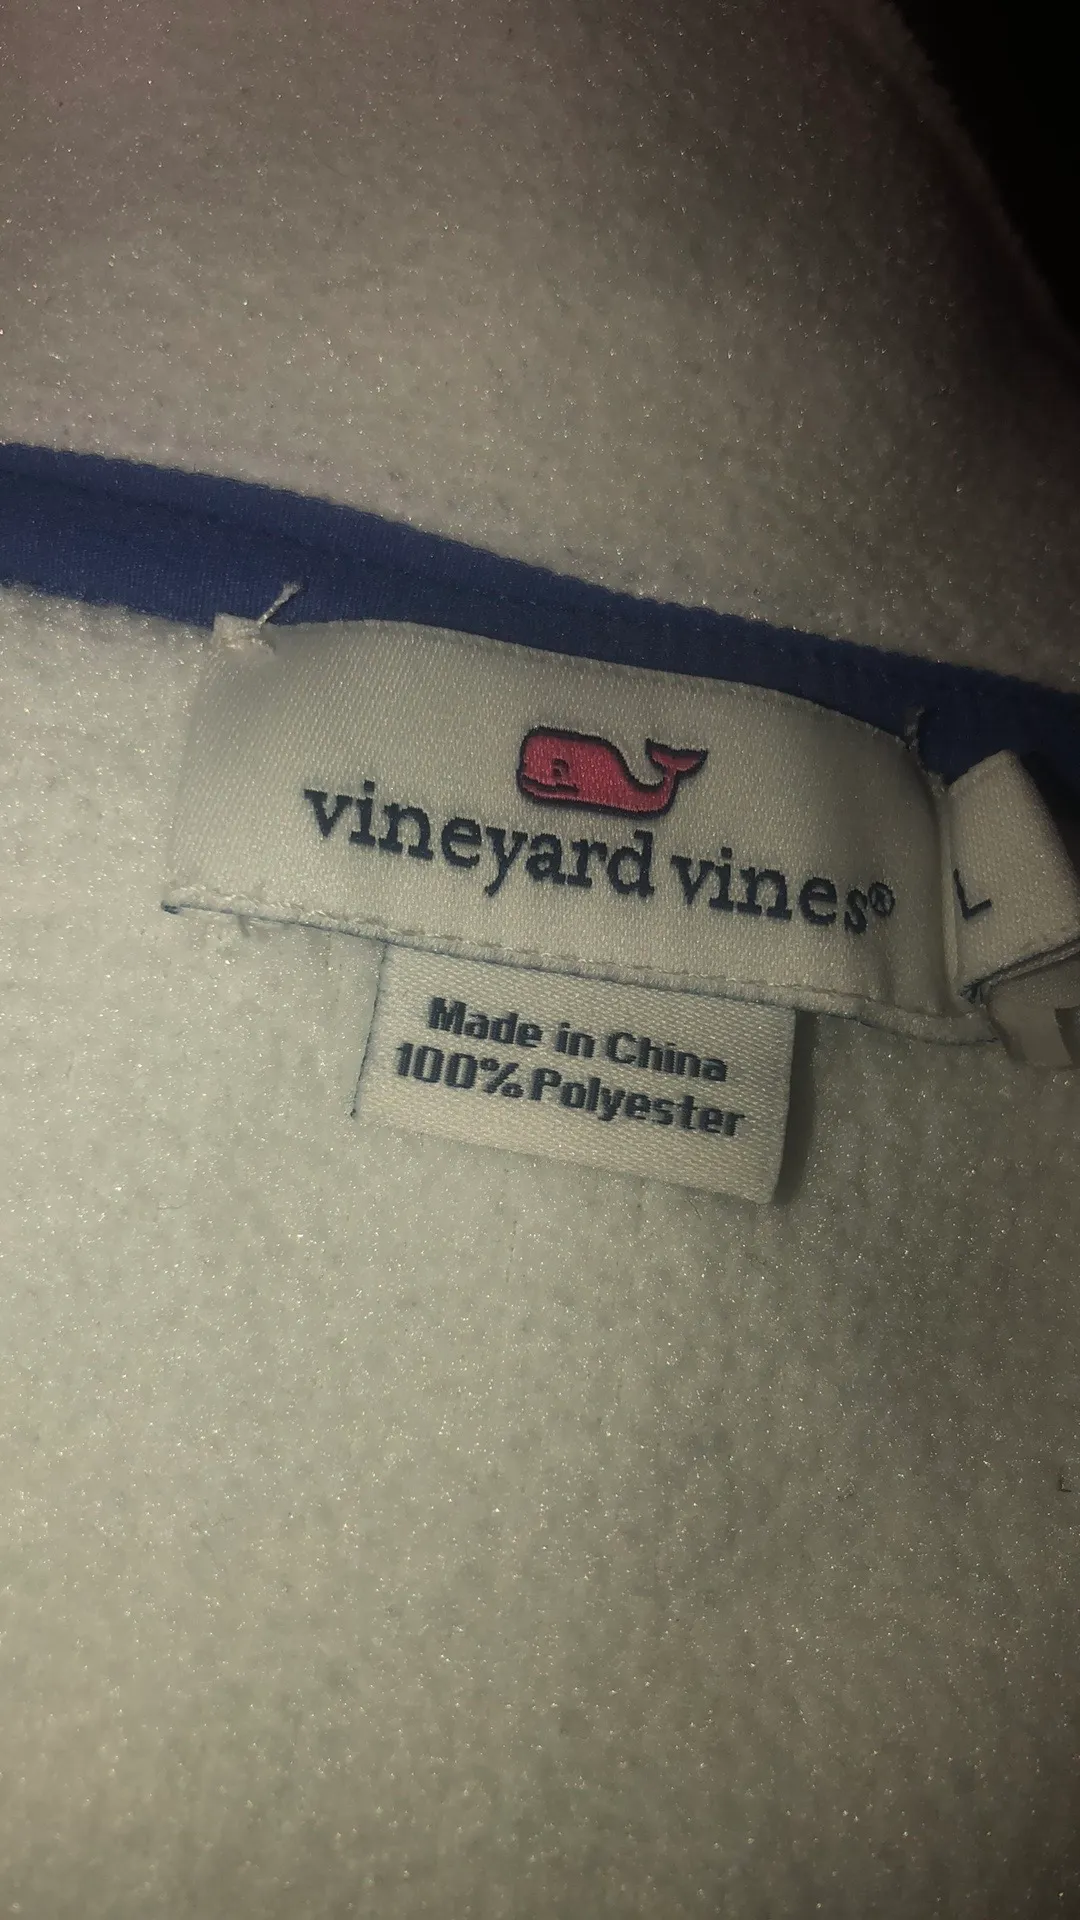 vineyard vines®
L
Made in China
100% Polyester